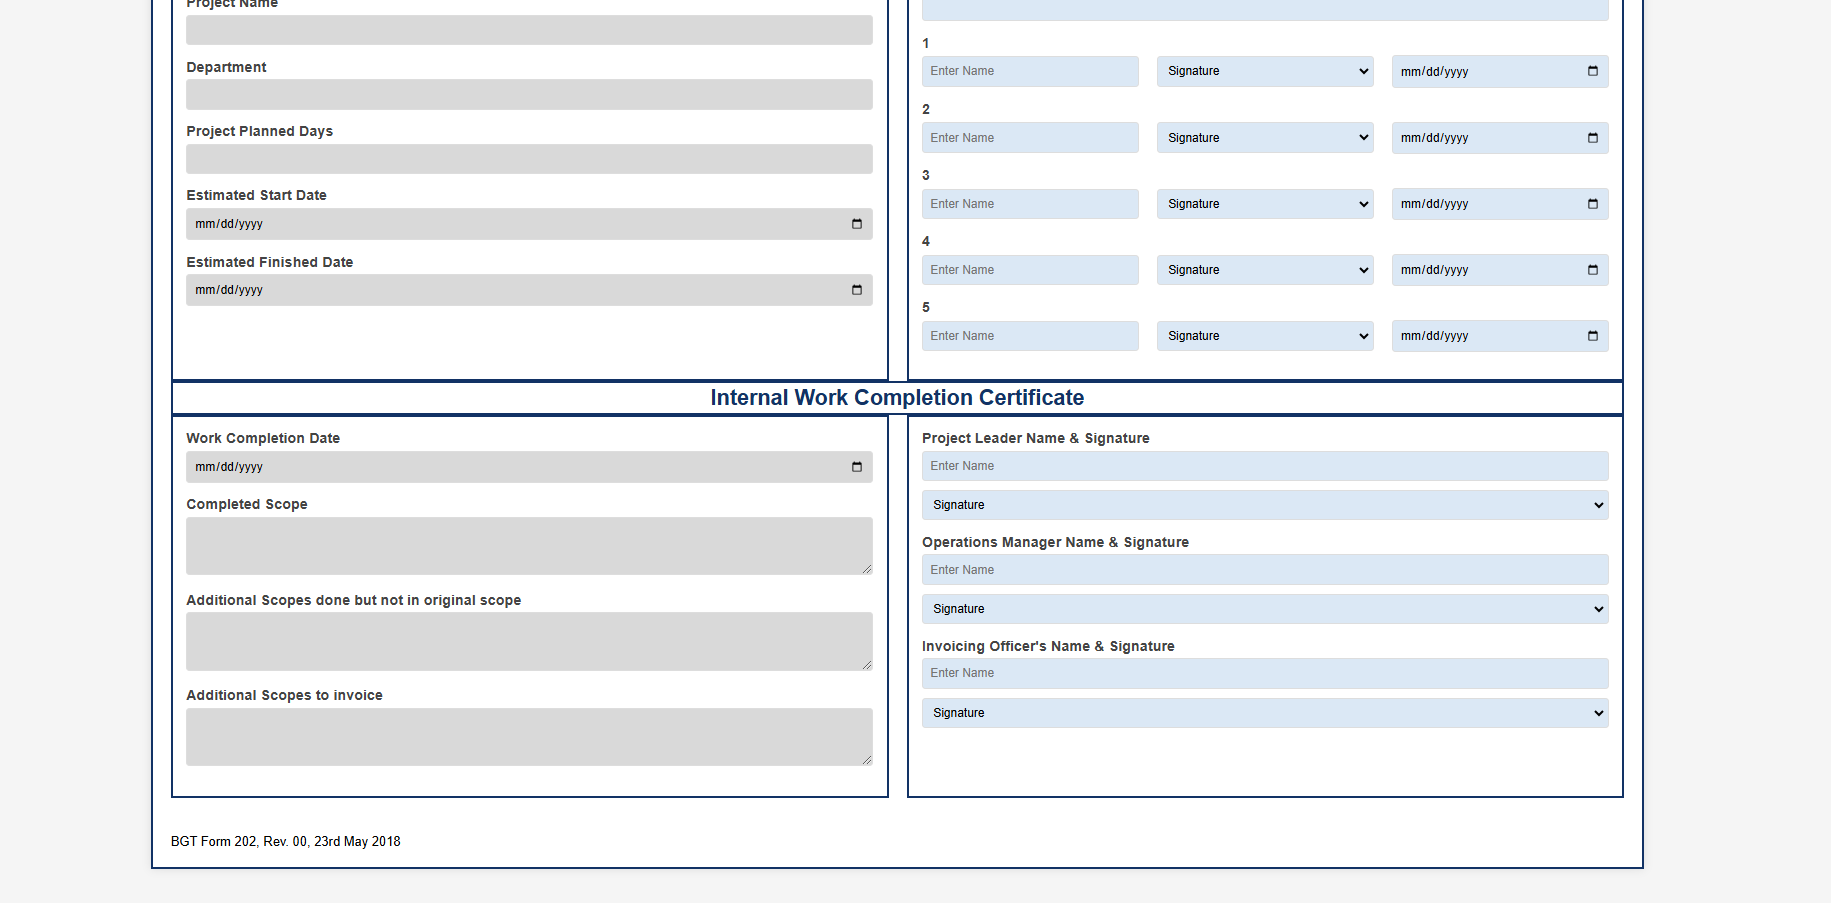 Project Name
Department
Project Planned Days
Estimated Start Date
mm/dd/yyyy
Estimated Finished Date
mm/dd/yyyy
1
Enter Name Signature mm/dd/yyyy
2
Enter Name Signature mm/dd/yyyy
3
Enter Name Signature mm/dd/yyyy
4
Enter Name Signature mm/dd/yyyy
5
Enter Name Signature mm/dd/yyyy
Internal Work Completion Certificate
Work Completion Date
mm/dd/yyyy
Completed Scope
Additional Scopes done but not in original scope
Additional Scopes to invoice
Project Leader Name & Signature
Enter Name
Signature
Operations Manager Name & Signature
Enter Name
Signature
Invoicing Officer's Name & Signature
Enter Name
Signature
BGT Form 202, Rev. 00, 23rd May 2018